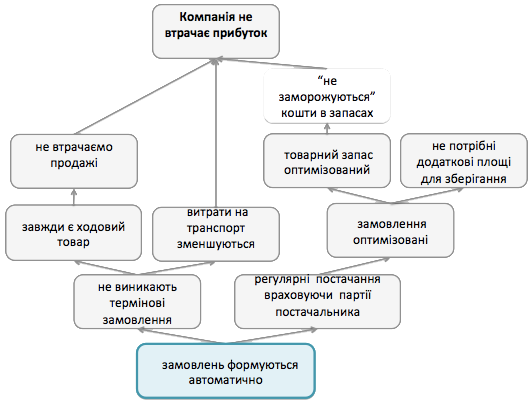 Компанія не
втрачає прибуток
“не
заморожуються”
кошти в запасах
не втрачаємо
продажі
товарний запас
оптимізований
не потрібні
додаткові площі
для зберігання
завжди є ходовий
товар
витрати на
транспорт
зменшуються
замовлення
оптимізовані
не виникають
термінові
замовлення
регулярні постачання
враховуючи партії
постачальника
замовлень формуються
автоматично